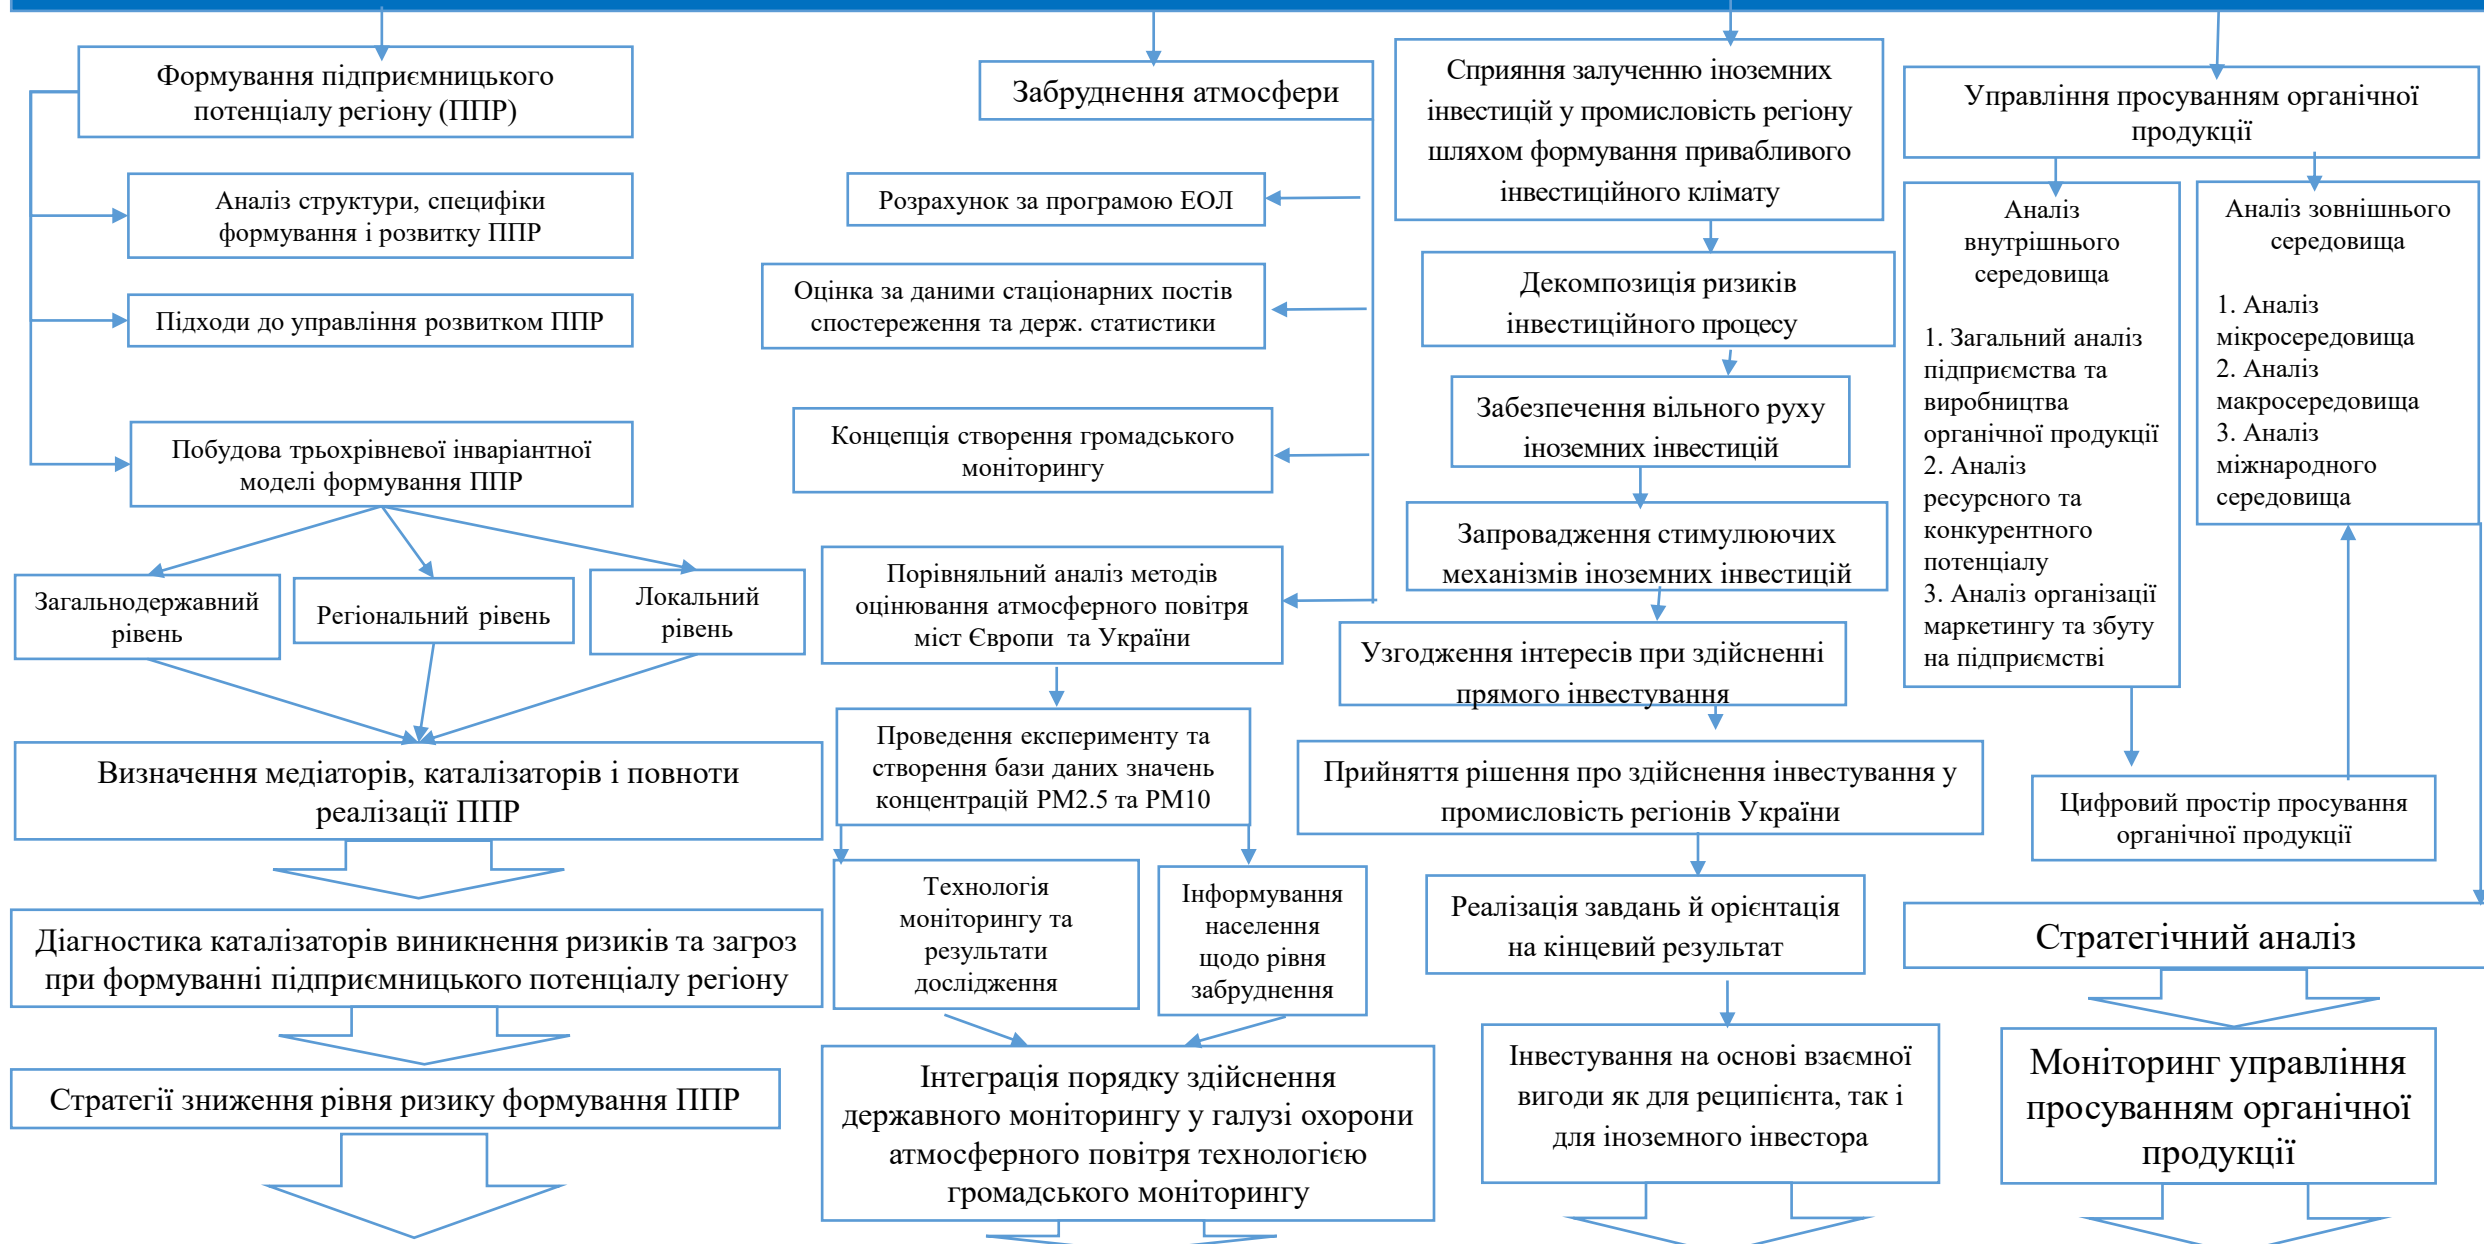 Формування підприємницького
потенціалу регіону (ППР)
Аналіз структури, специфіки
формування і розвитку ППР
Підходи до управління розвитком ППР
Побудова трьохрівневої інваріантної
моделі формування ППР
Загальнодержавний
рівень
Регіональний рівень
Локальний
рівень
Визначення медіаторів, каталізаторів і повноти
реалізації ППР
Діагностика каталізаторів виникнення ризиків та загроз
при формуванні підприємницького потенціалу регіону
Стратегії зниження рівня ризику формування ППР
Забруднення атмосфери
Розрахунок за програмою ЕОЛ
Оцінка за даними стаціонарних постів
спостереження та держ. статистики
Концепція створення громадського
моніторингу
Порівняльний аналіз методів
оцінювання атмосферного повітря
міст Європи та України
Проведення експерименту та
створення бази даних значень
концентрацій РМ2.5 та РМ10
Технологія
моніторингу та
результати
дослідження
Інформування
населення
щодо рівня
забруднення
Інтеграція порядку здійснення
державного моніторингу у галузі охорони
атмосферного повітря технологією
громадського моніторингу
Сприяння залученню іноземних
інвестицій у промисловість регіону
шляхом формування привабливого
інвестиційного клімату
Декомпозиція ризиків
інвестиційного процесу
Забезпечення вільного руху
іноземних інвестицій
Запровадження стимулюючих
механізмів іноземних інвестицій
Узгодження інтересів при здійсненні
прямого інвестування
Прийняття рішення про здійснення інвестування у
промисловість регіонів України
Реалізація завдань й орієнтація
на кінцевий результат
Інвестування на основі взаємної
вигоди як для реципієнта, так і
для іноземного інвестора
Управління просуванням органічної
продукції
Аналіз
внутрішнього
середовища
1. Загальний аналіз
підприємства та
виробництва
органічної продукції
2. Аналіз
ресурсного та
конкурентного
потенціалу
3. Аналіз організації
маркетингу та збуту
на підприємстві
Аналіз зовнішнього
середовища
1. Аналіз
мікросередовища
2. Аналіз
макросередовища
3. Аналіз
міжнародного
середовища
Цифровий простір просування
органічної продукції
Стратегічний аналіз
Моніторинг управління
просуванням органічної
продукції